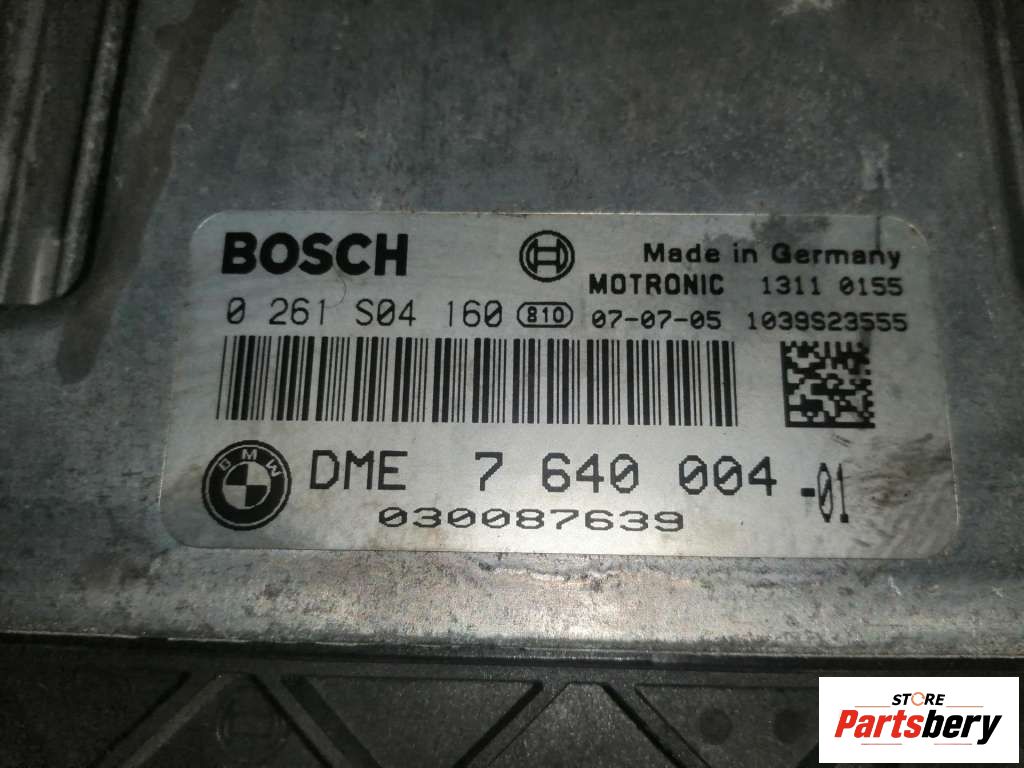 BOSCH Made in Germany
MOTRONIC 1311 0155
0 261 S04 160 810 07-07-05 1039S23555
BMW DME 7 640 004 -01
030087639
STORE
Partsbery